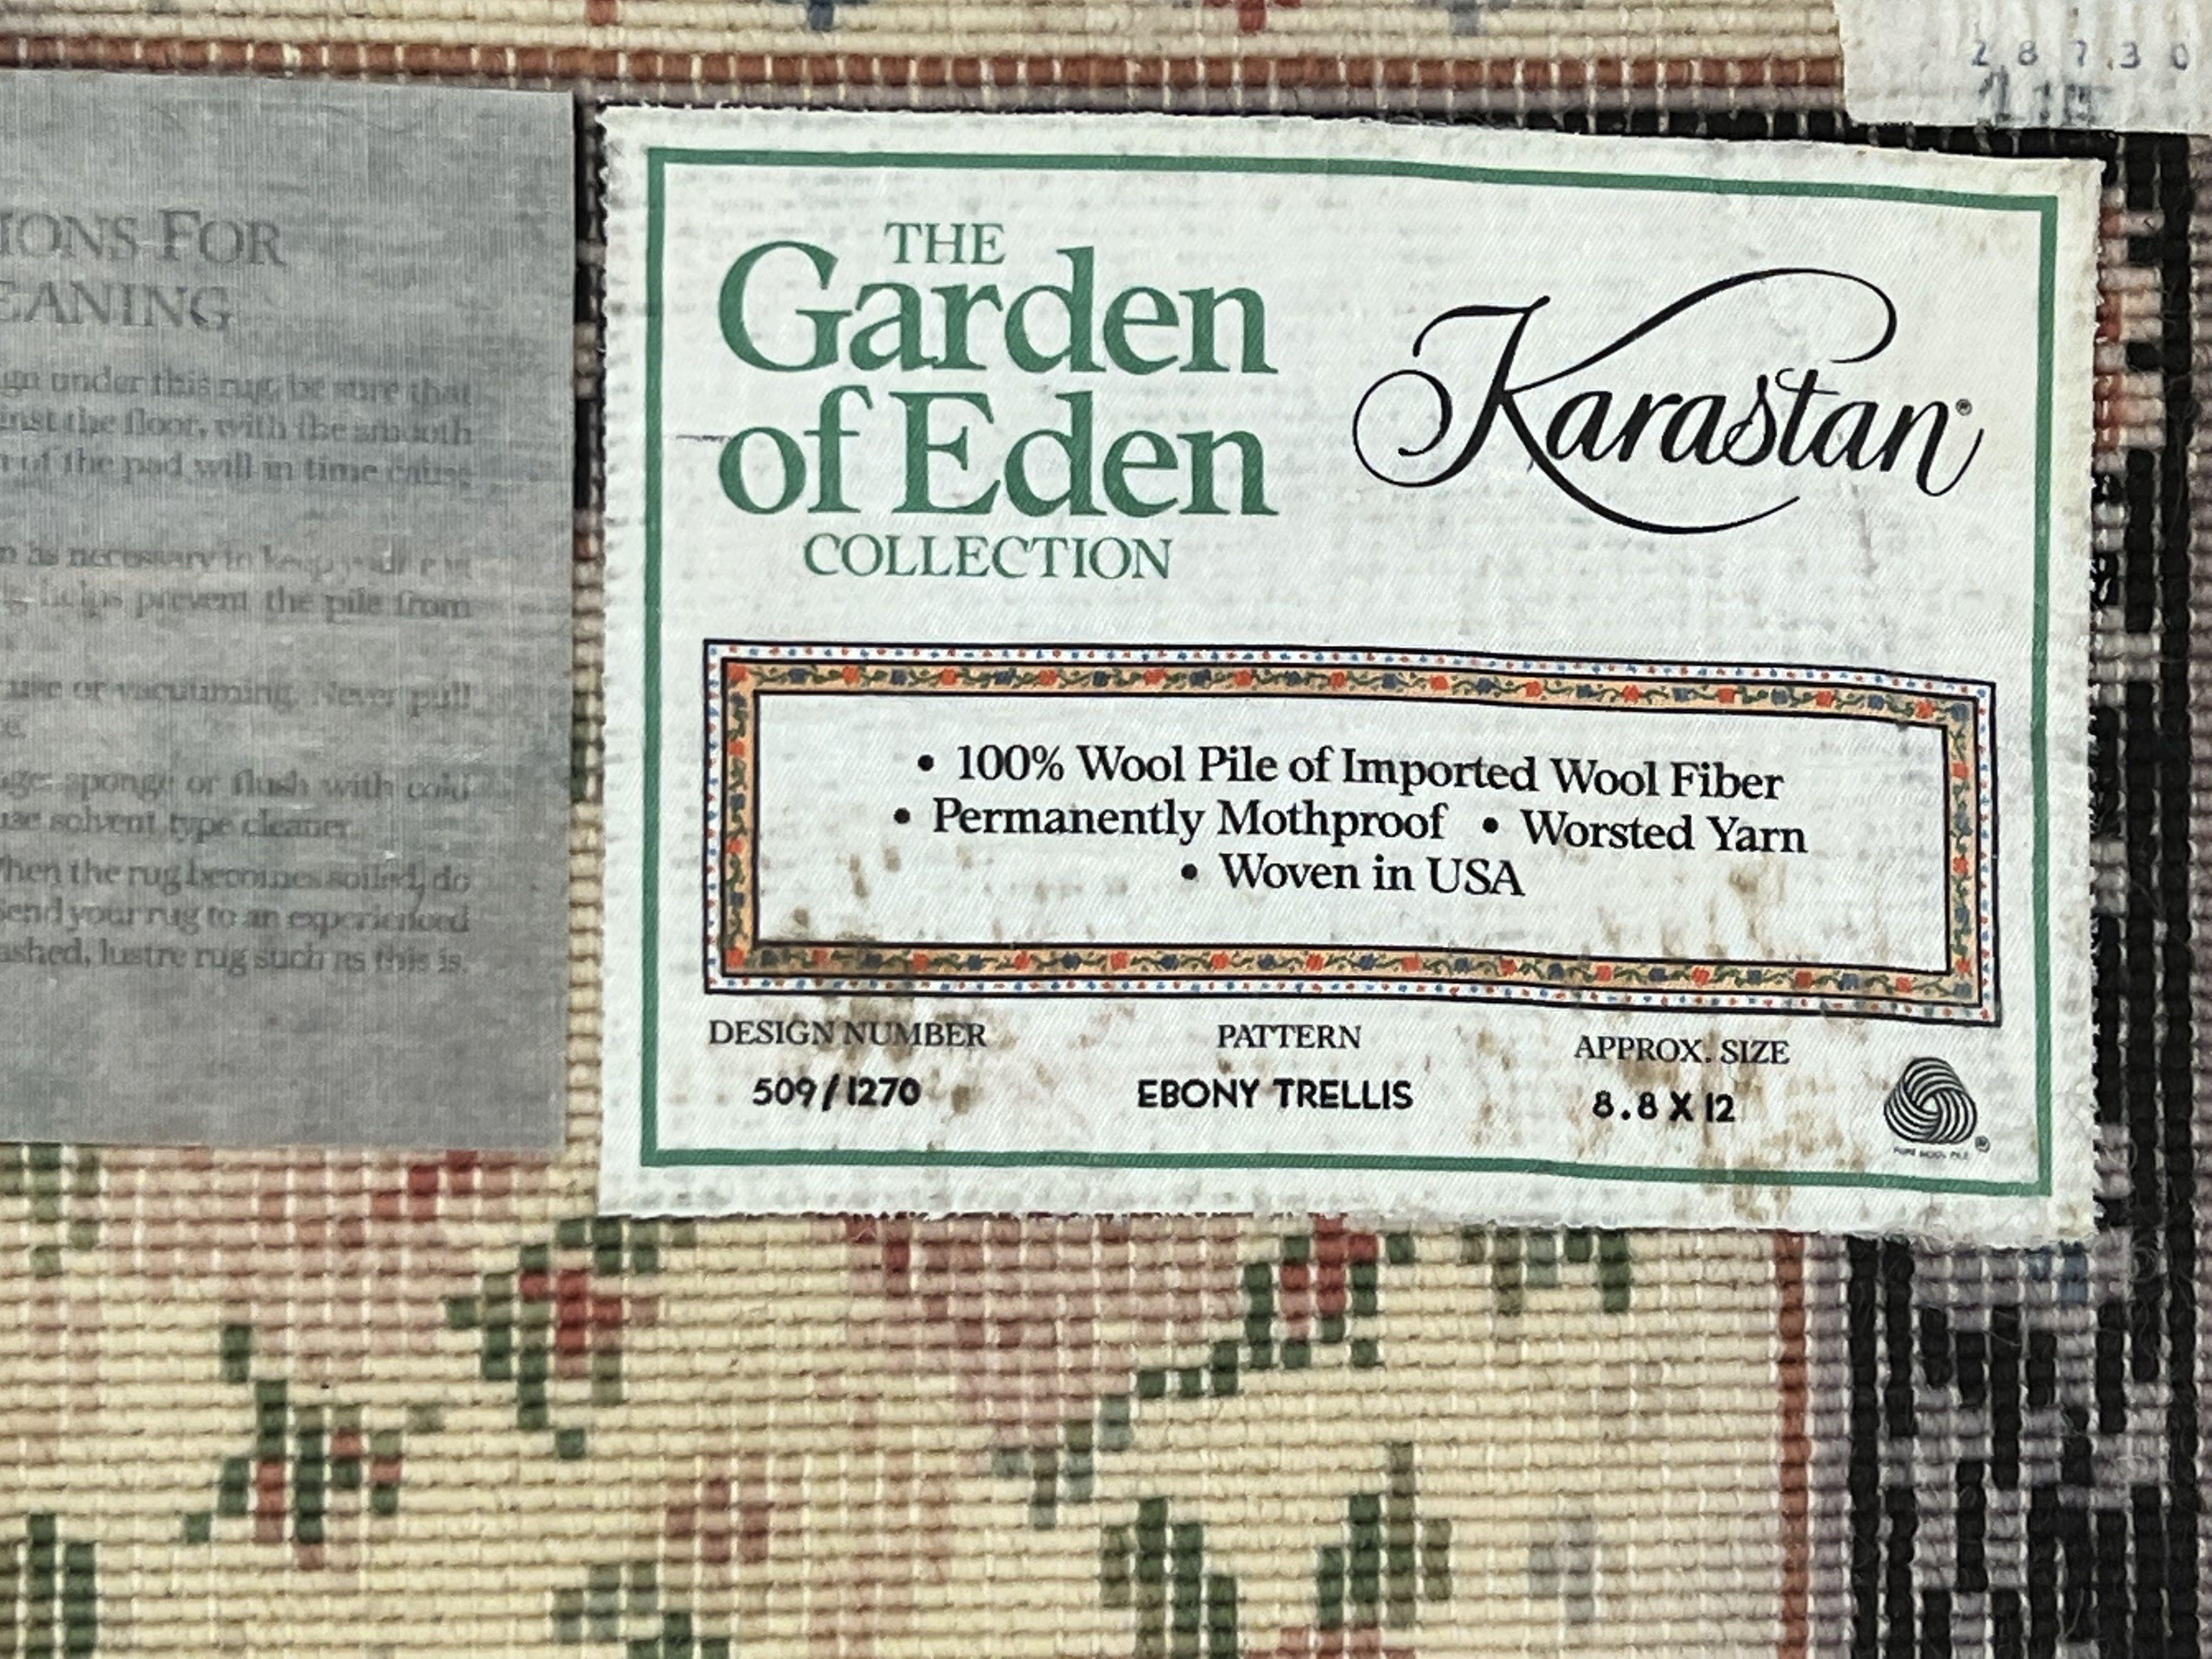 IONS FOR
EANING
gn under this rug, be sure that
inst the floor, with the smooth
of the pad will in time cause
as necessary to keep
helps prevent the pile from
use or vacuuming. Never pull
sponge or flush with cold
use solvent type cleaner.
When the rug becomes soiled, do
Send your rug to an experienced
ashed, lustre rug such as this is.
THE
Garden
of Eden
COLLECTION
Karastan®
• 100% Wool Pile of Imported Wool Fiber
• Permanently Mothproof • Worsted Yarn
• Woven in USA
DESIGN NUMBER PATTERN APPROX. SIZE
509/1270 EBONY TRELLIS 8.8 X 12
®
PURE WOOL PILE
2 8 7 3 0